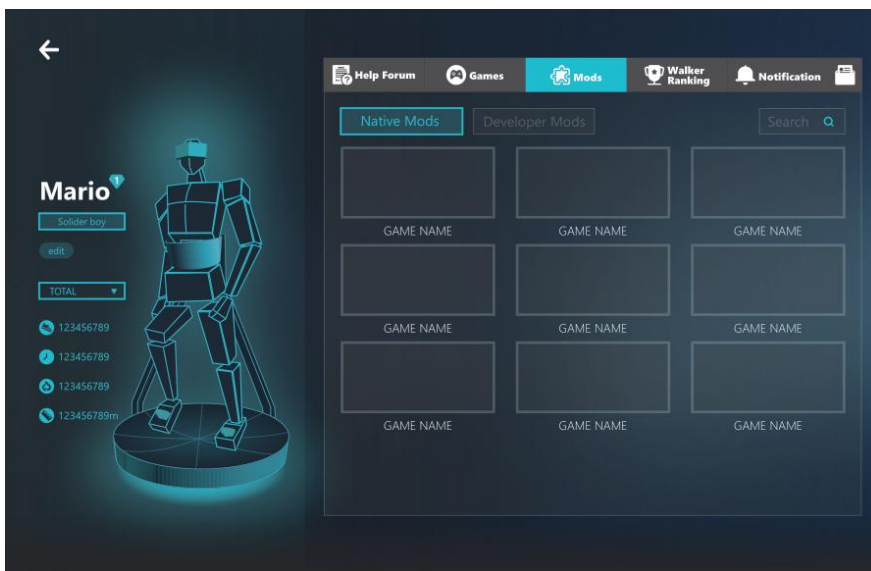 Help Forum
Games
Mods
Walker
Ranking
Notification
Native Mods
Developer Mods
Search
Mario
1
Solider boy
edit
TOTAL
123456789
123456789
123456789
123456789m
GAME NAME
GAME NAME
GAME NAME
GAME NAME
GAME NAME
GAME NAME
GAME NAME
GAME NAME
GAME NAME